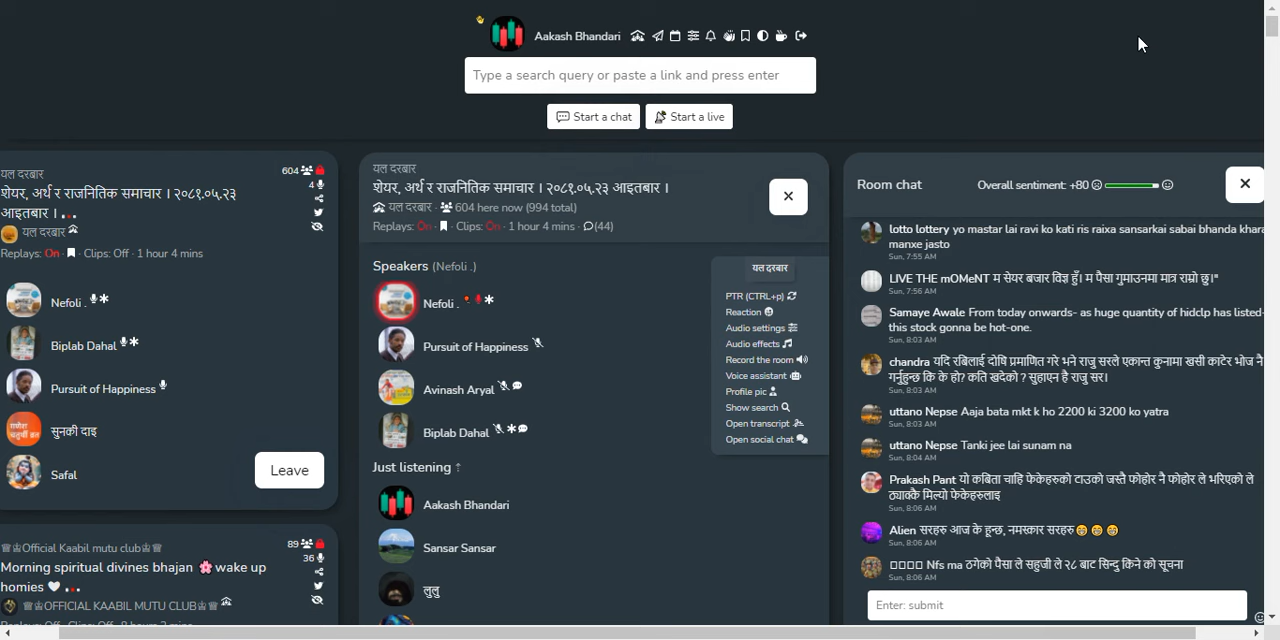 Aakash Bhandari
Type a search query or paste a link and press enter
Start a chat
Start a live
यल दरबार
604
शेयर, अर्थ र राजनितिक समाचार । २०८१.०५.२३
4
आइतबार ।
यल दरबार
Replays: On · Clips: Off · 1 hour 4 mins
Nefoli .
Biplab Dahal
Pursuit of Happiness
सुनकी दाइ
Safal
Leave
♕♔Official Kaabil mutu club♔♕
89
Morning spiritual divines bhajan 🌸wake up
36
homies 🤍
♕♔OFFICIAL KAABIL MUTU CLUB♔♕
Replays: Off · Clips: Off · 8 hours 2 mins
यल दरबार
शेयर, अर्थ र राजनितिक समाचार । २०८१.०५.२३ आइतबार ।
यल दरबार · 604 here now (994 total)
Replays: On · Clips: On · 1 hour 4 mins · (44)
Speakers (Nefoli .)
Nefoli .
Pursuit of Happiness
Avinash Aryal
Biplab Dahal
Just listening ↑
Aakash Bhandari
Sansar Sansar
लुलु
यल दरबार
PTR (CTRL+p)
Reaction
Audio settings
Audio effects
Record the room
Voice assistant
Profile pic
Show search
Open transcript
Open social chat
Room chat
Overall sentiment: +80
lotto lottery yo mastar lai ravi ko kati ris raixa sansarkai sabai bhanda khara
manxe jasto
Sun, 7:55 AM
LIVE THE mOMeNT म सेयर बजार विज्ञ हुँ। म पैसा गुमाउनमा मात्र राम्रो छु।"
Sun, 7:56 AM
Samaye Awale From today onwards- as huge quantity of hidclp has listed-
this stock gonna be hot-one.
Sun, 8:03 AM
chandra यदि रबिलाई दोषि प्रमाणित गरे भने राजु सरले एकान्त कुनामा खसी काटेर भोज नै
गर्नुहुन्छ कि के हो? कति खदेको ? सुहाएन है राजु सर।
Sun, 8:03 AM
uttano Nepse Aaja bata mkt k ho 2200 ki 3200 ko yatra
Sun, 8:03 AM
uttano Nepse Tanki jee lai sunam na
Sun, 8:04 AM
Prakash Pant यो कबिता चाहि फेकेहरुको टाउको जस्तै फोहोर नै फोहोर ले भरिएको ले
ठ्याक्कै मिल्यो फेकेहरुलाइ
Sun, 8:06 AM
Alien सरहरु आज के हून्छ, नमस्कार सरहरु😁😁😁
Sun, 8:06 AM
Nfs ma ठगेको पैसा ले सहुजी ले २८ बाट सिन्दु किने को सूचना
Sun, 8:06 AM
Enter: submit